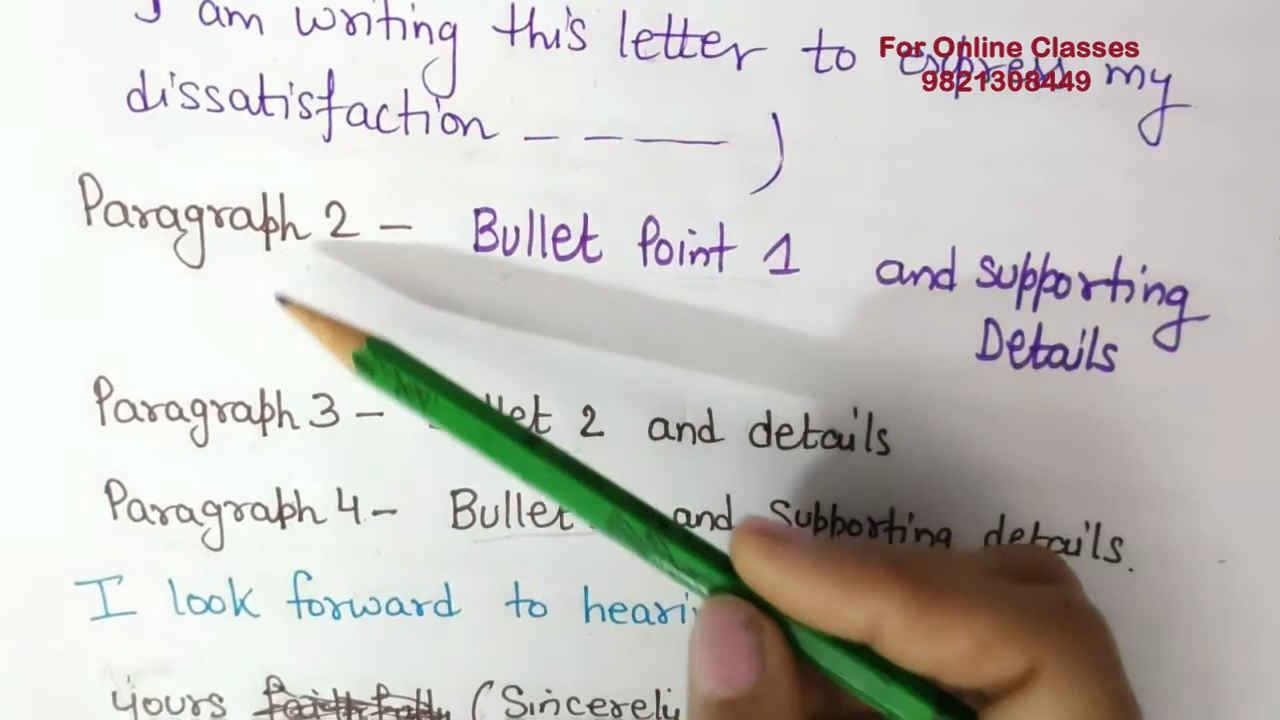 I am writing this letter to express my
For Online Classes
9821308449
dissatisfaction - - — )
Paragraph 2 - Bullet Point 1 and supporting
Details
Paragraph 3 - 2 and details
Paragraph 4 - Bullet and Supporting details.
I look forward to
Yours (Sincerely